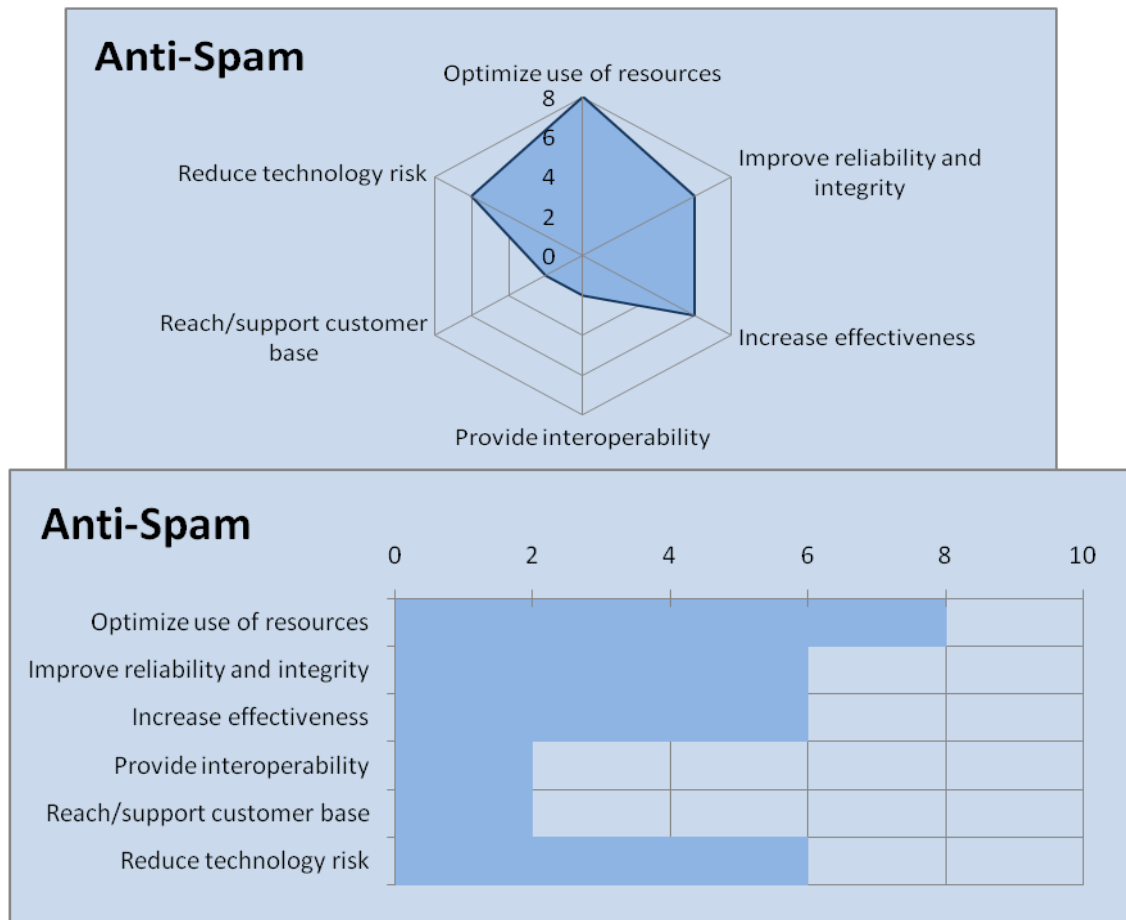 Anti-Spam
Optimize use of resources
8
6
Improve reliability and
integrity
Reduce technology risk
4
2
0
Reach/support customer
base
Increase effectiveness
Provide interoperability
Anti-Spam
0 2 4 6 8 10
Optimize use of resources
Improve reliability and integrity
Increase effectiveness
Provide interoperability
Reach/support customer base
Reduce technology risk